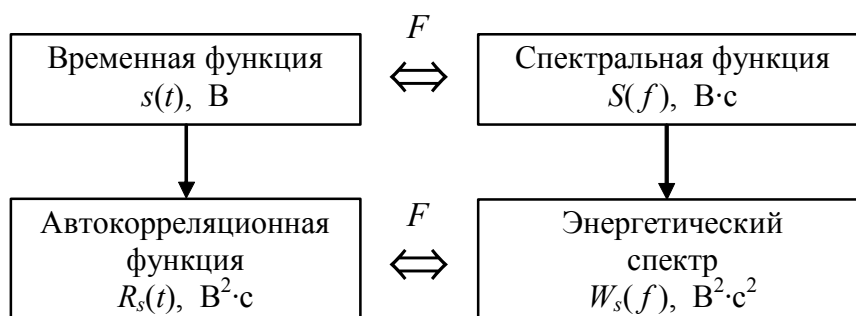 F
Временная функция
s(t), В
Спектральная функция
S(f), В·с
F
Автокорреляционная
функция
Rs(t), В²·с
Энергетический
спектр
Ws(f), В²·с²